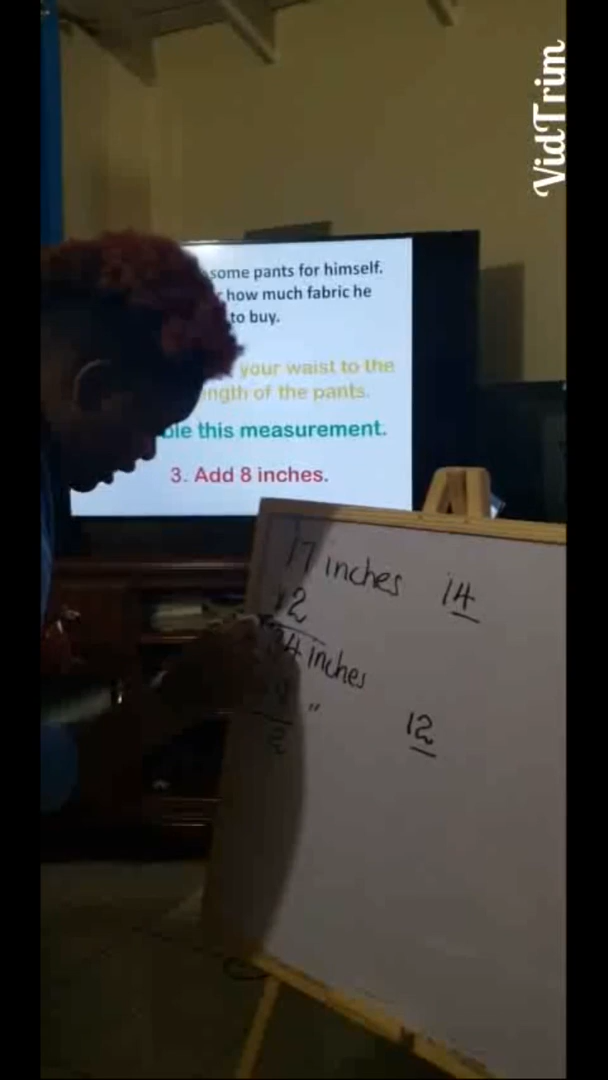 VidTrim
some pants for himself.
how much fabric he
to buy.
your waist to the
ngth of the pants.
ble this measurement.
3. Add 8 inches.
17 inches 14
2
34 inches
"
12
2